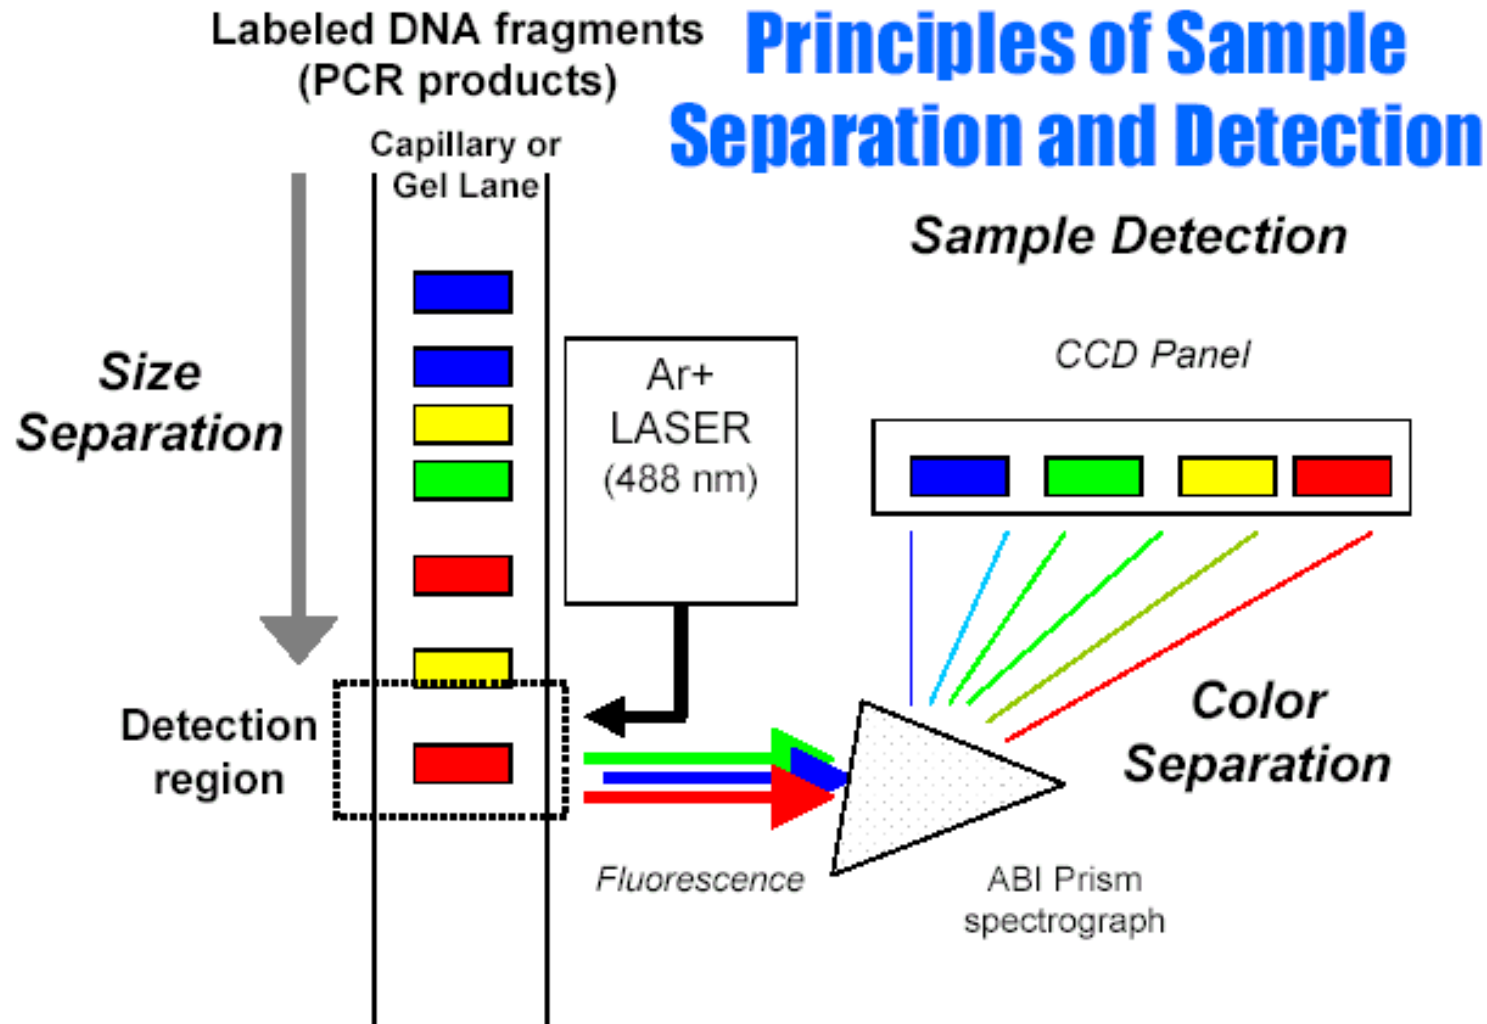 Labeled DNA fragments
(PCR products)
Principles of Sample
Separation and Detection
Capillary or
Gel Lane
Sample Detection
Size
Separation
Ar+
LASER
(488 nm)
CCD Panel
Detection
region
Color
Separation
Fluorescence
ABI Prism
spectrograph